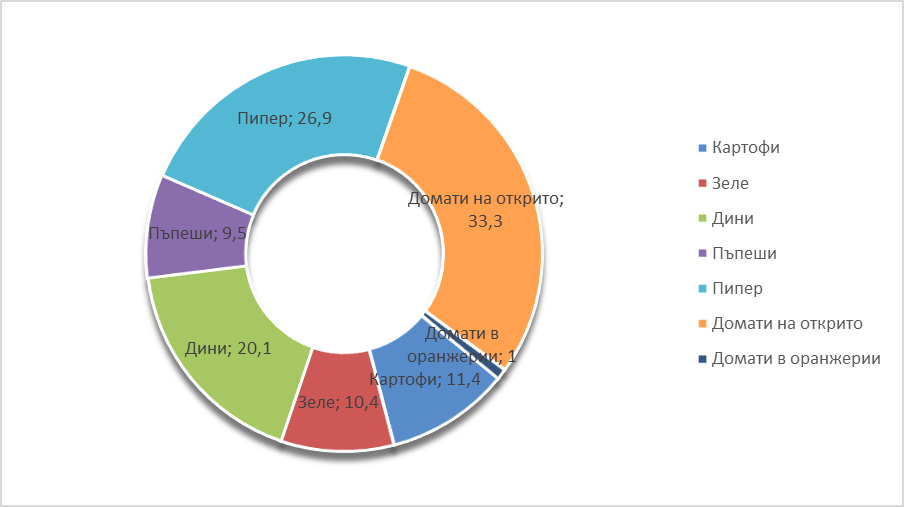 Пипер; 26,9
Домати на открито;
33,3
Пъпеши; 9,5
Домати в
оранжерии; 1
Дини; 20,1
Картофи; 11,4
Зеле; 10,4
Картофи
Зеле
Дини
Пъпеши
Пипер
Домати на открито
Домати в оранжерии